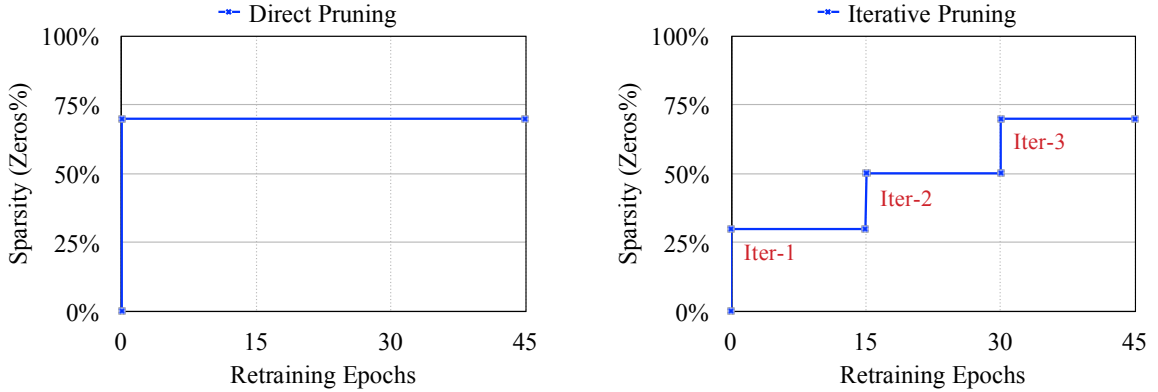 Direct Pruning
100%
75%
50%
25%
0%
Sparsity (Zeros%)
0 15 30 45
Retraining Epochs
Iterative Pruning
100%
75%
50%
25%
0%
Sparsity (Zeros%)
Iter-3
Iter-2
Iter-1
0 15 30 45
Retraining Epochs